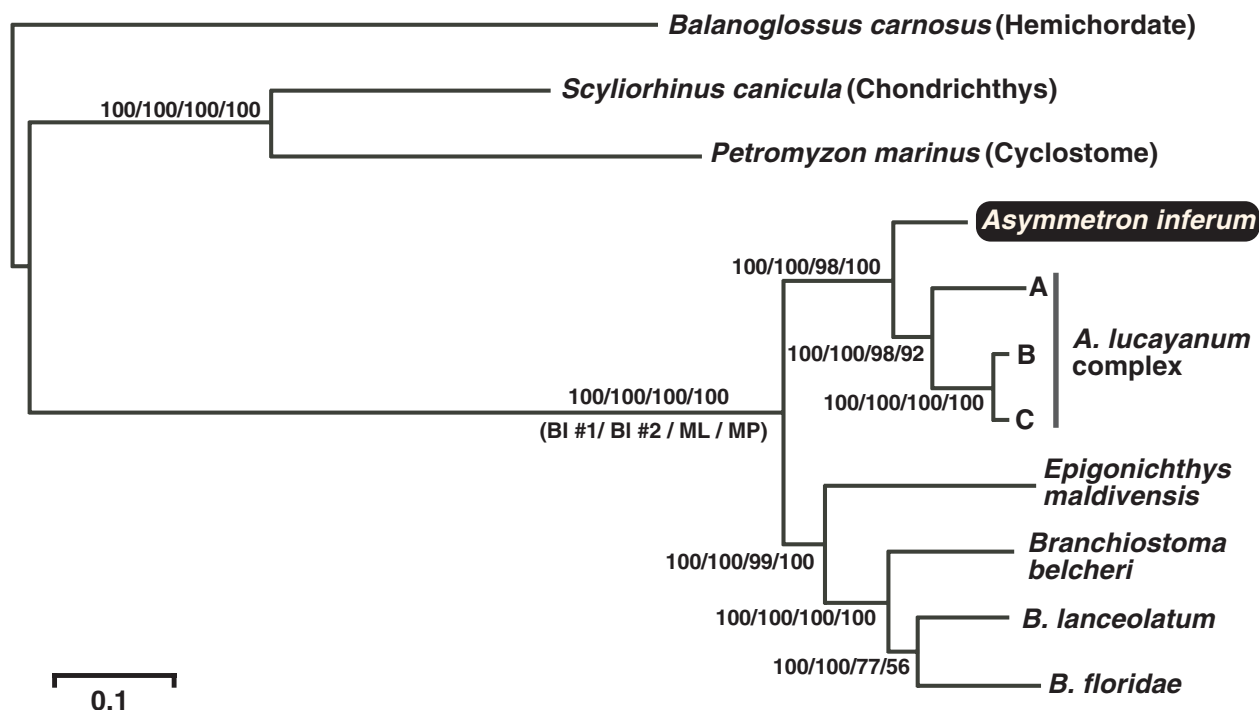 Balanoglossus carnosus (Hemichordate)
Scyliorhinus canicula (Chondrichthys)
100/100/100/100
Petromyzon marinus (Cyclostome)
Asymmetron inferum
100/100/98/100
A
A. lucayanum
complex
B
100/100/98/92
C
100/100/100/100
100/100/100/100
(BI #1/ BI #2 / ML / MP)
Epigonichthys
maldivensis
Branchiostoma
belcheri
100/100/99/100
B. lanceolatum
100/100/100/100
100/100/77/56
B. floridae
0.1